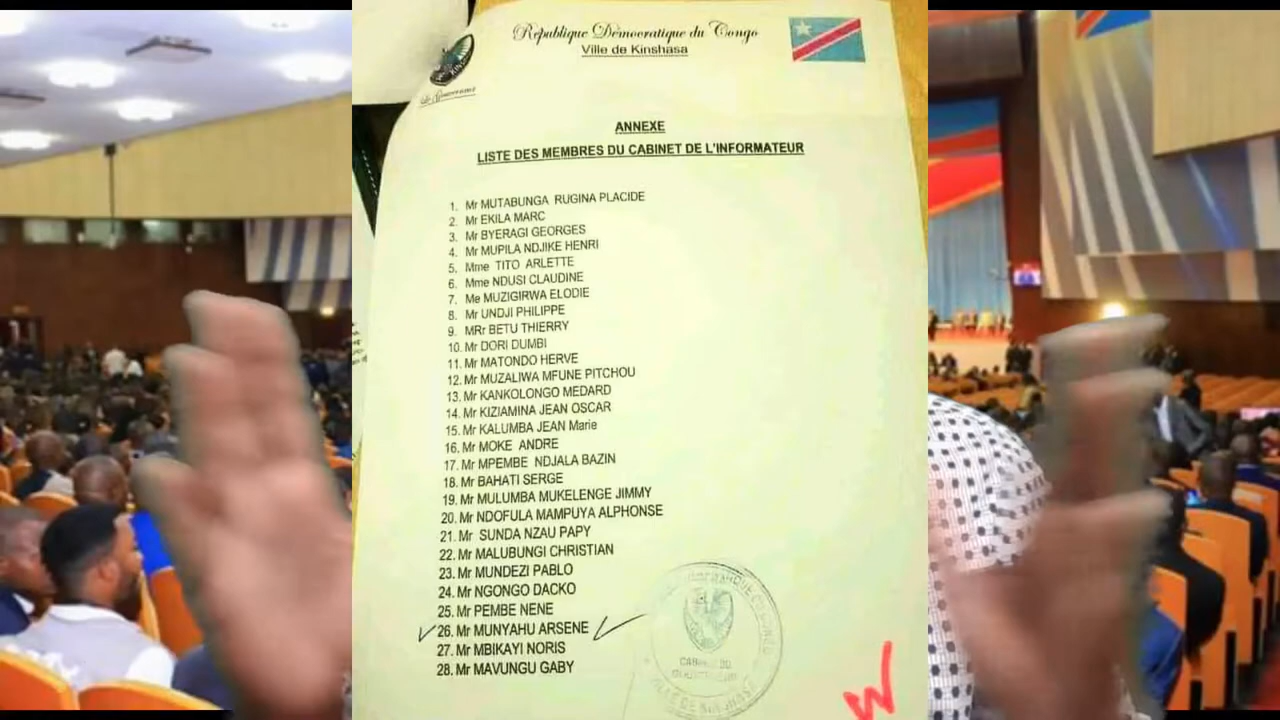 République Démocratique du Congo
Ville de Kinshasa
ANNEXE
LISTE DES MEMBRES DU CABINET DE L'INFORMATEUR
1. Mr MUTABUNGA RUGINA PLACIDE
2. Mr EKILA MARC
3. Mr BYERAGI GEORGES
4. Mr MUPILA NDJIKE HENRI
5. Mme TITO ARLETTE
6. Mme NDUSI CLAUDINE
7. Me MUZIGIRWA ELODIE
8. Mr UNDJI PHILIPPE
9. MRr BETU THIERRY
10. Mr DORI DUMBI
11. Mr MATONDO HERVE
12. Mr MUZALIWA MFUNE PITCHOU
13. Mr KANKOLONGO MEDARD
14. Mr KIZIAMINA JEAN OSCAR
15. Mr KALUMBA JEAN Marie
16. Mr MOKE ANDRE
17. Mr MPEMBE NDJALA BAZIN
18. Mr BAHATI SERGE
19. Mr MULUMBA MUKELENGE JIMMY
20. Mr NDOFULA MAMPUYA ALPHONSE
21. Mr SUNDA NZAU PAPY
22. Mr MALUBUNGI CHRISTIAN
23. Mr MUNDEZI PABLO
24. Mr NGONGO DACKO
25. Mr PEMBE NENE
26. Mr MUNYAHU ARSENE
27. Mr MBIKAYI NORIS
28. Mr MAVUNGU GABY
CABINET DU